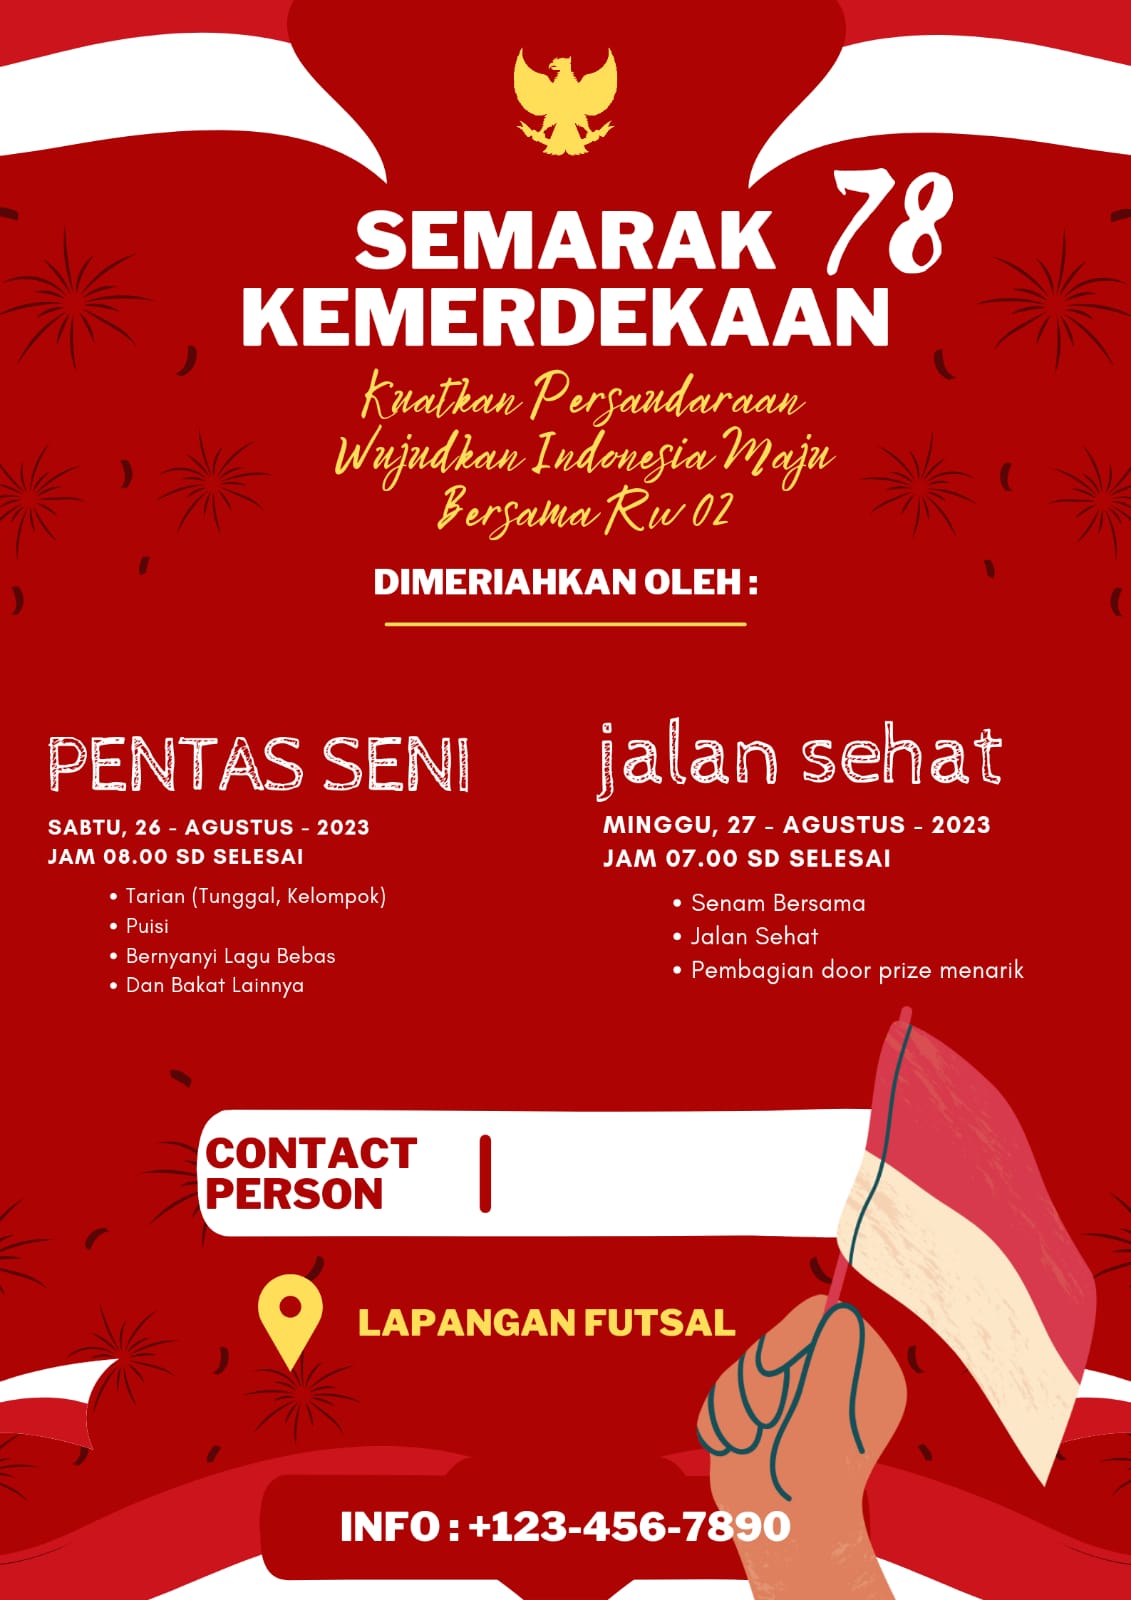 SEMARAK 78
KEMERDEKAAN
Kuatkan Persaudaraan
Wujudkan Indonesia Maju
Bersama Rw 02
DIMERIAHKAN OLEH :
PENTAS SENI
SABTU, 26 - AGUSTUS - 2023
JAM 08.00 SD SELESAI
• Tarian (Tunggal, Kelompok)
• Puisi
• Bernyanyi Lagu Bebas
• Dan Bakat Lainnya
jalan sehat
MINGGU, 27 - AGUSTUS - 2023
JAM 07.00 SD SELESAI
• Senam Bersama
• Jalan Sehat
• Pembagian door prize menarik
CONTACT
PERSON
LAPANGAN FUTSAL
INFO : +123-456-7890